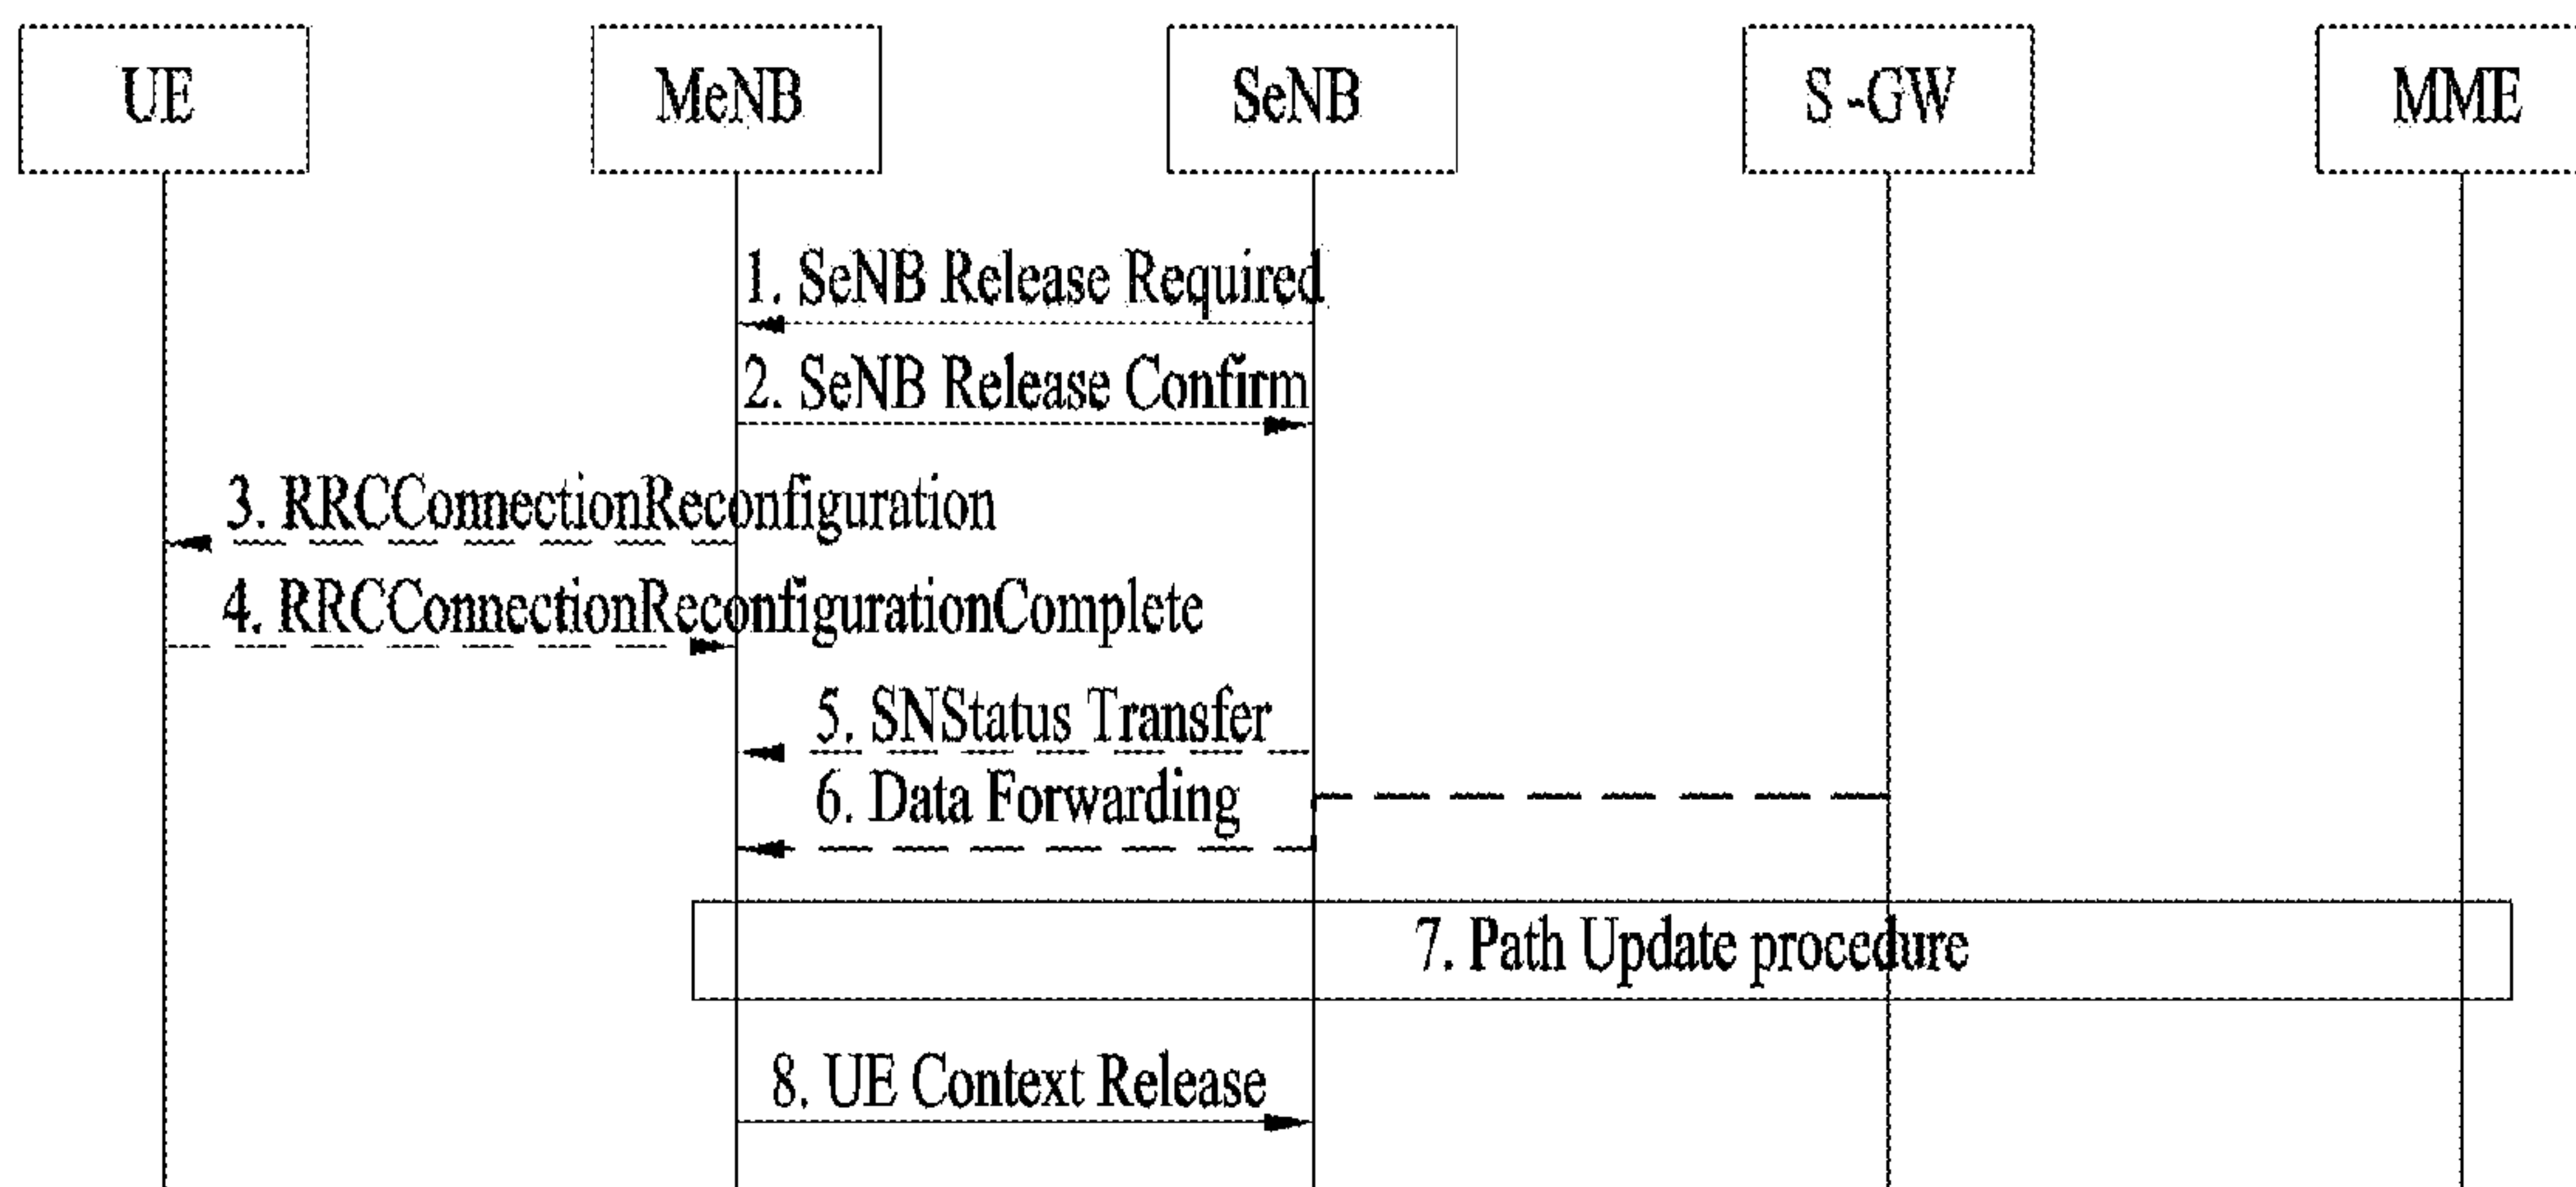 UE
MeNB
SeNB
S -GW
MME
1. SeNB Release Required
2. SeNB Release Confirm
3. RRCConnectionReconfiguration
4. RRCConnectionReconfigurationComplete
5. SNStatus Transfer
6. Data Forwarding
7. Path Update procedure
8. UE Context Release